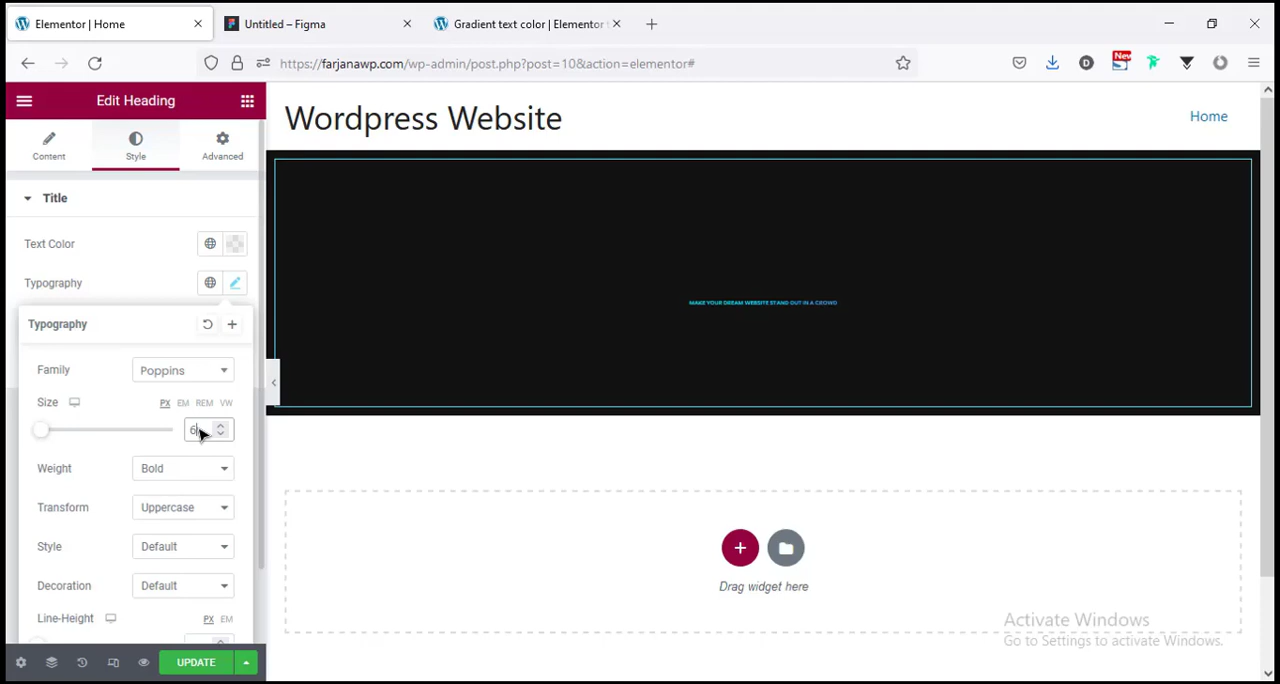 Elementor | Home
Untitled – Figma
Gradient text color | Elementor
https://farjanawp.com/wp-admin/post.php?post=10&action=elementor#
New
D
Edit Heading
Content
Style
Advanced
Wordpress Website
Home
Title
Text Color
Typography
Typography
Family
Poppins
Size
PX EM REM VW
6
Weight
Bold
Transform
Uppercase
Style
Default
Decoration
Default
Line-Height
PX EM
UPDATE
MAKE YOUR DREAM WEBSITE STAND OUT IN A CROWD
Drag widget here
Activate Windows
Go to Settings to activate Windows.